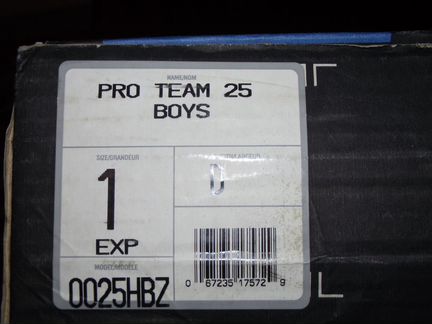 NAME/NOM
PRO TEAM 25
BOYS
SIZE/GRANDEUR
1
D
EXP
MODEL/MODELE
0025HBZ
0 67235 17572 9